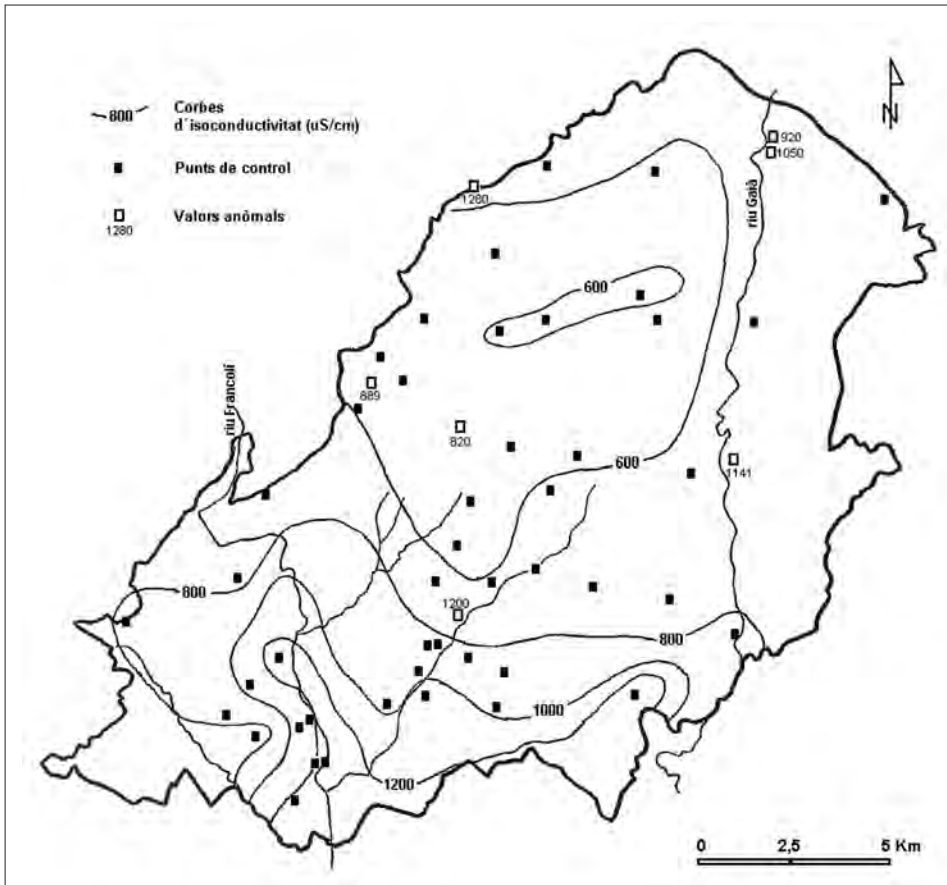 800
Corbes
d´isoconductivitat (uS/cm)
Punts de control
1280
Valors anòmals
N
920
1050
1280
riu Gaià
600
riu Francolí
889
820
600
1141
800
1200
800
1000
1200
0 2,5 5 Km